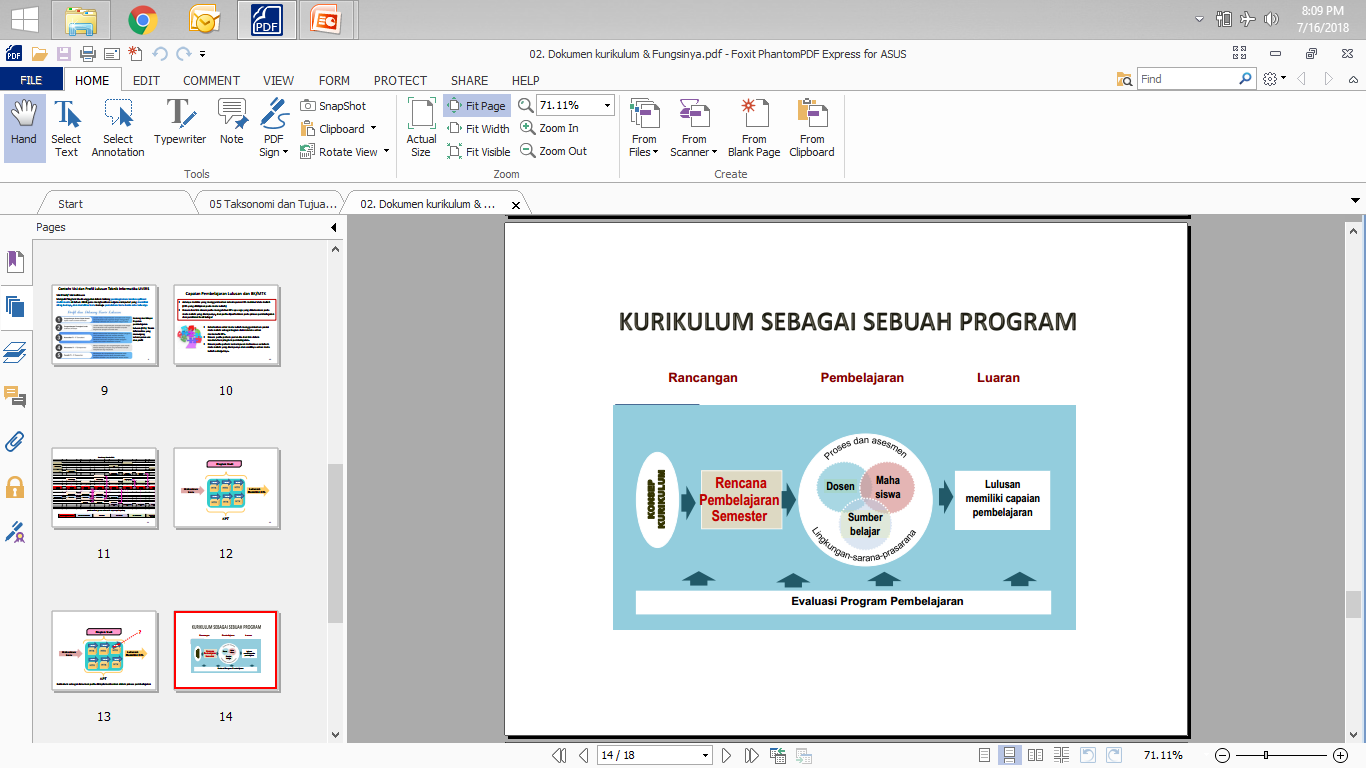 8:09 PM
7/16/2018
PDF
02. Dokumen kurikulum & Fungsinya.pdf - Foxit PhantomPDF Express for ASUS
FILE HOME EDIT COMMENT VIEW FORM PROTECT SHARE HELP
Find
Hand
Select Text
Select Annotation
Typewriter
Note
PDF Sign
SnapShot
Clipboard
Rotate View
Tools
Actual Size
Fit Page
Fit Width
Fit Visible
71.11%
Zoom In
Zoom Out
Zoom
From Files
From Scanner
From Blank Page
From Clipboard
Create
Start
05 Taksonomi dan Tujua...
02. Dokumen kurikulum & ...
Pages
9
10
11
12
13
14
KURIKULUM SEBAGAI SEBUAH PROGRAM
Rancangan Pembelajaran Luaran
KONSEP
KURIKULUM
Rencana
Pembelajaran
Semester
Proses dan asesmen
Dosen
Maha
siswa
Sumber
belajar
Lingkungan-sarana-prasarana
Lulusan
memiliki capaian
pembelajaran
Evaluasi Program Pembelajaran
14 / 18
71.11%